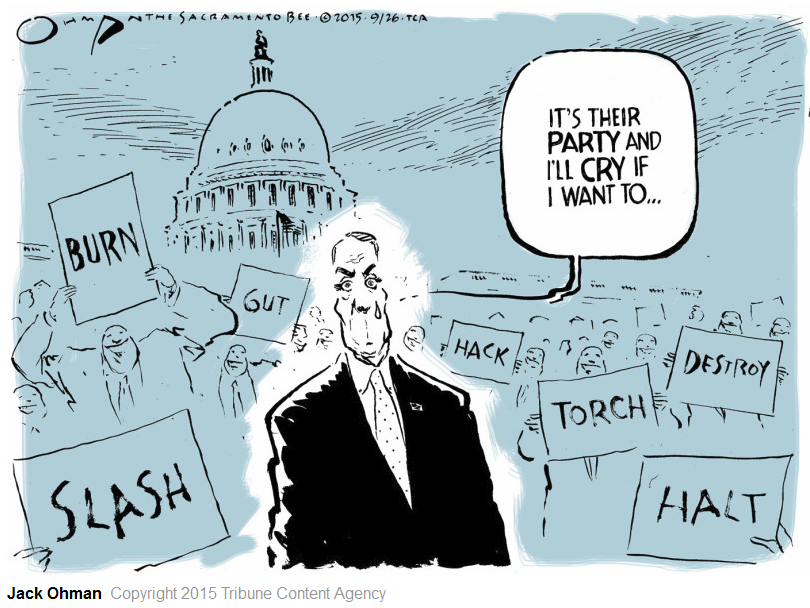 OHMAN THE SACRAMENTO BEE © 2015 · 9/26 · TCA
IT'S THEIR
PARTY AND
I'LL CRY IF
I WANT TO...
BURN
GUT
HACK
DESTROY
TORCH
SLASH
HALT
Jack Ohman Copyright 2015 Tribune Content Agency